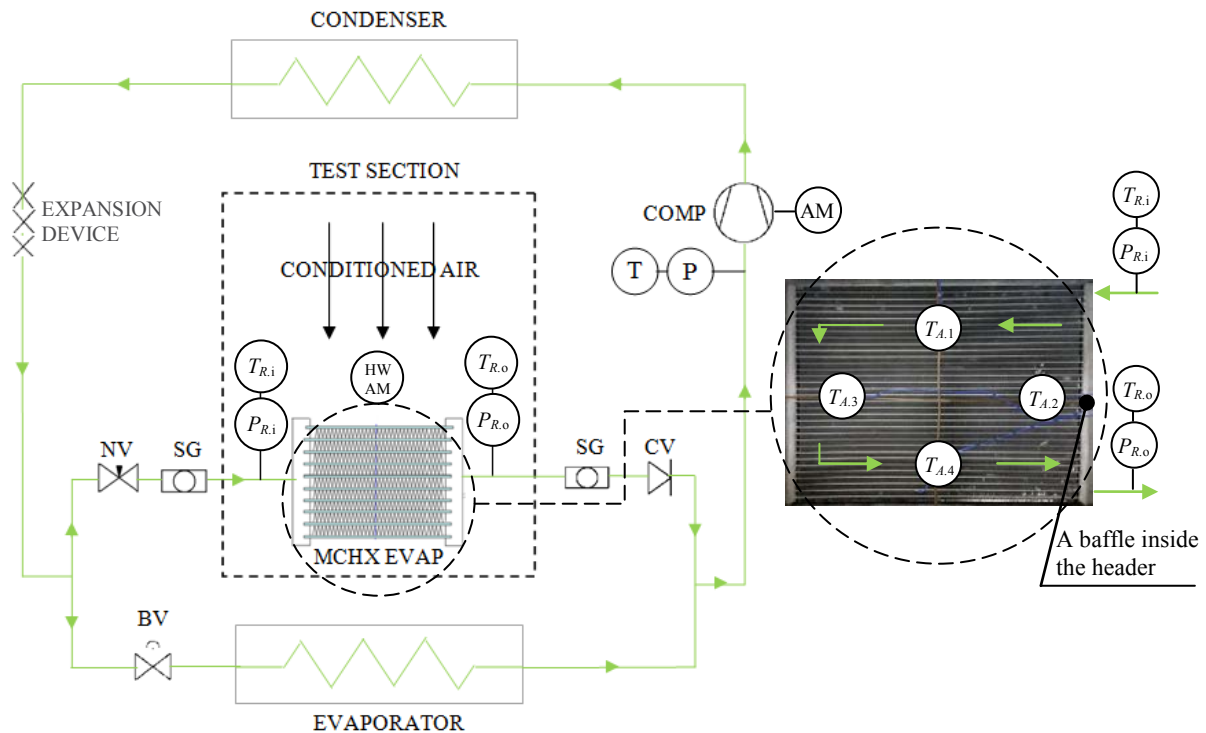 CONDENSER
TEST SECTION
EXPANSION
DEVICE
COMP
AM
T
P
CONDITIONED AIR
T_R.i
P_R.i
HW
AM
T_R.o
P_R.o
NV
SG
SG
CV
MCHX EVAP
BV
EVAPORATOR
T_R.i
P_R.i
T_A.1
T_A.3
T_A.2
T_A.4
T_R.o
P_R.o
A baffle inside
the header